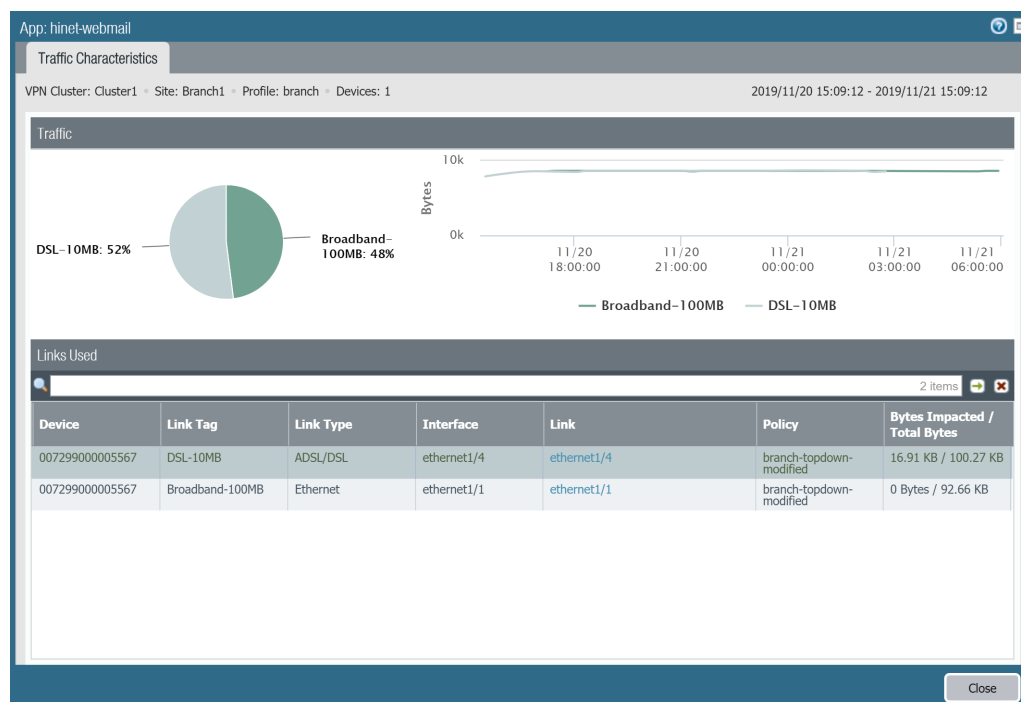 App: hinet-webmail
Traffic Characteristics
VPN Cluster: Cluster1 • Site: Branch1 • Profile: branch • Devices: 1
2019/11/20 15:09:12 - 2019/11/21 15:09:12
Traffic
DSL-10MB: 52%
Broadband-
100MB: 48%
Bytes
10k
0k
11/20
18:00:00
11/20
21:00:00
11/21
00:00:00
11/21
03:00:00
11/21
06:00:00
Broadband-100MB
DSL-10MB
Links Used
2 items
Device
Link Tag
Link Type
Interface
Link
Policy
Bytes Impacted /
Total Bytes
007299000005567
DSL-10MB
ADSL/DSL
ethernet1/4
ethernet1/4
branch-topdown-
modified
16.91 KB / 100.27 KB
007299000005567
Broadband-100MB
Ethernet
ethernet1/1
ethernet1/1
branch-topdown-
modified
0 Bytes / 92.66 KB
Close